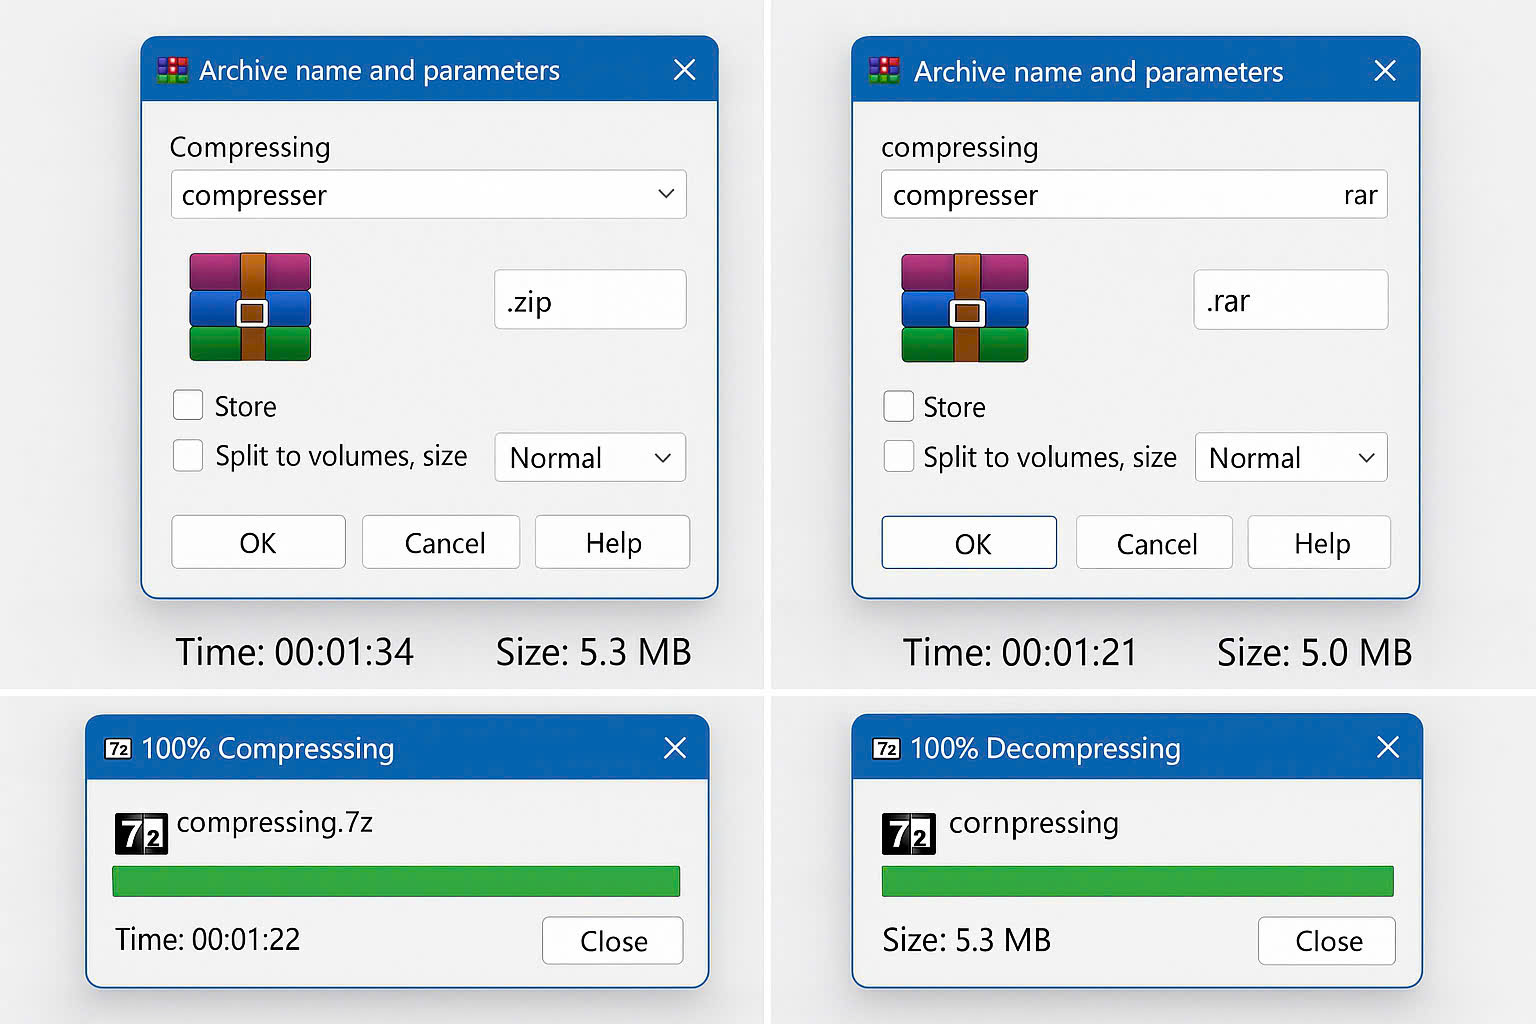 Archive name and parameters
Compressing
compresser
.zip
Store
Split to volumes, size Normal
OK Cancel Help
Time: 00:01:34 Size: 5.3 MB
Archive name and parameters
compressing
compresser rar
.rar
Store
Split to volumes, size Normal
OK Cancel Help
Time: 00:01:21 Size: 5.0 MB
7z 100% Compresssing
7z compressing.7z
Time: 00:01:22 Close
7z 100% Decompressing
7z cornpressing
Size: 5.3 MB Close